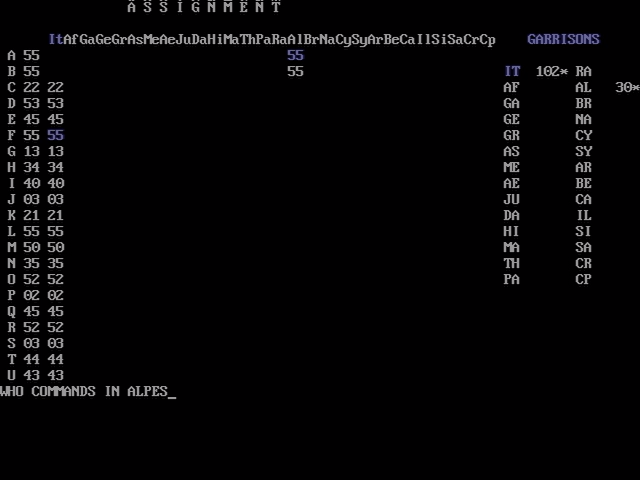 A S S I G N M E N T
ItAfGaGeGrAsMeAeJuDaHiMaThPaRaAlBrNaCySyArBeCaIlSiSaCrCp GARRISONS
A 55 55
B 55 55 IT 102* RA
C 22 22 AF AL 30*
D 53 53 GA BR
E 45 45 GE NA
F 55 55 GR CY
G 13 13 AS SY
H 34 34 ME AR
I 40 40 AE BE
J 03 03 JU CA
K 21 21 DA IL
L 55 55 HI SI
M 50 50 MA SA
N 35 35 TH CR
O 52 52 PA CP
P 02 02
Q 45 45
R 52 52
S 03 03
T 44 44
U 43 43
WHO COMMANDS IN ALPES_